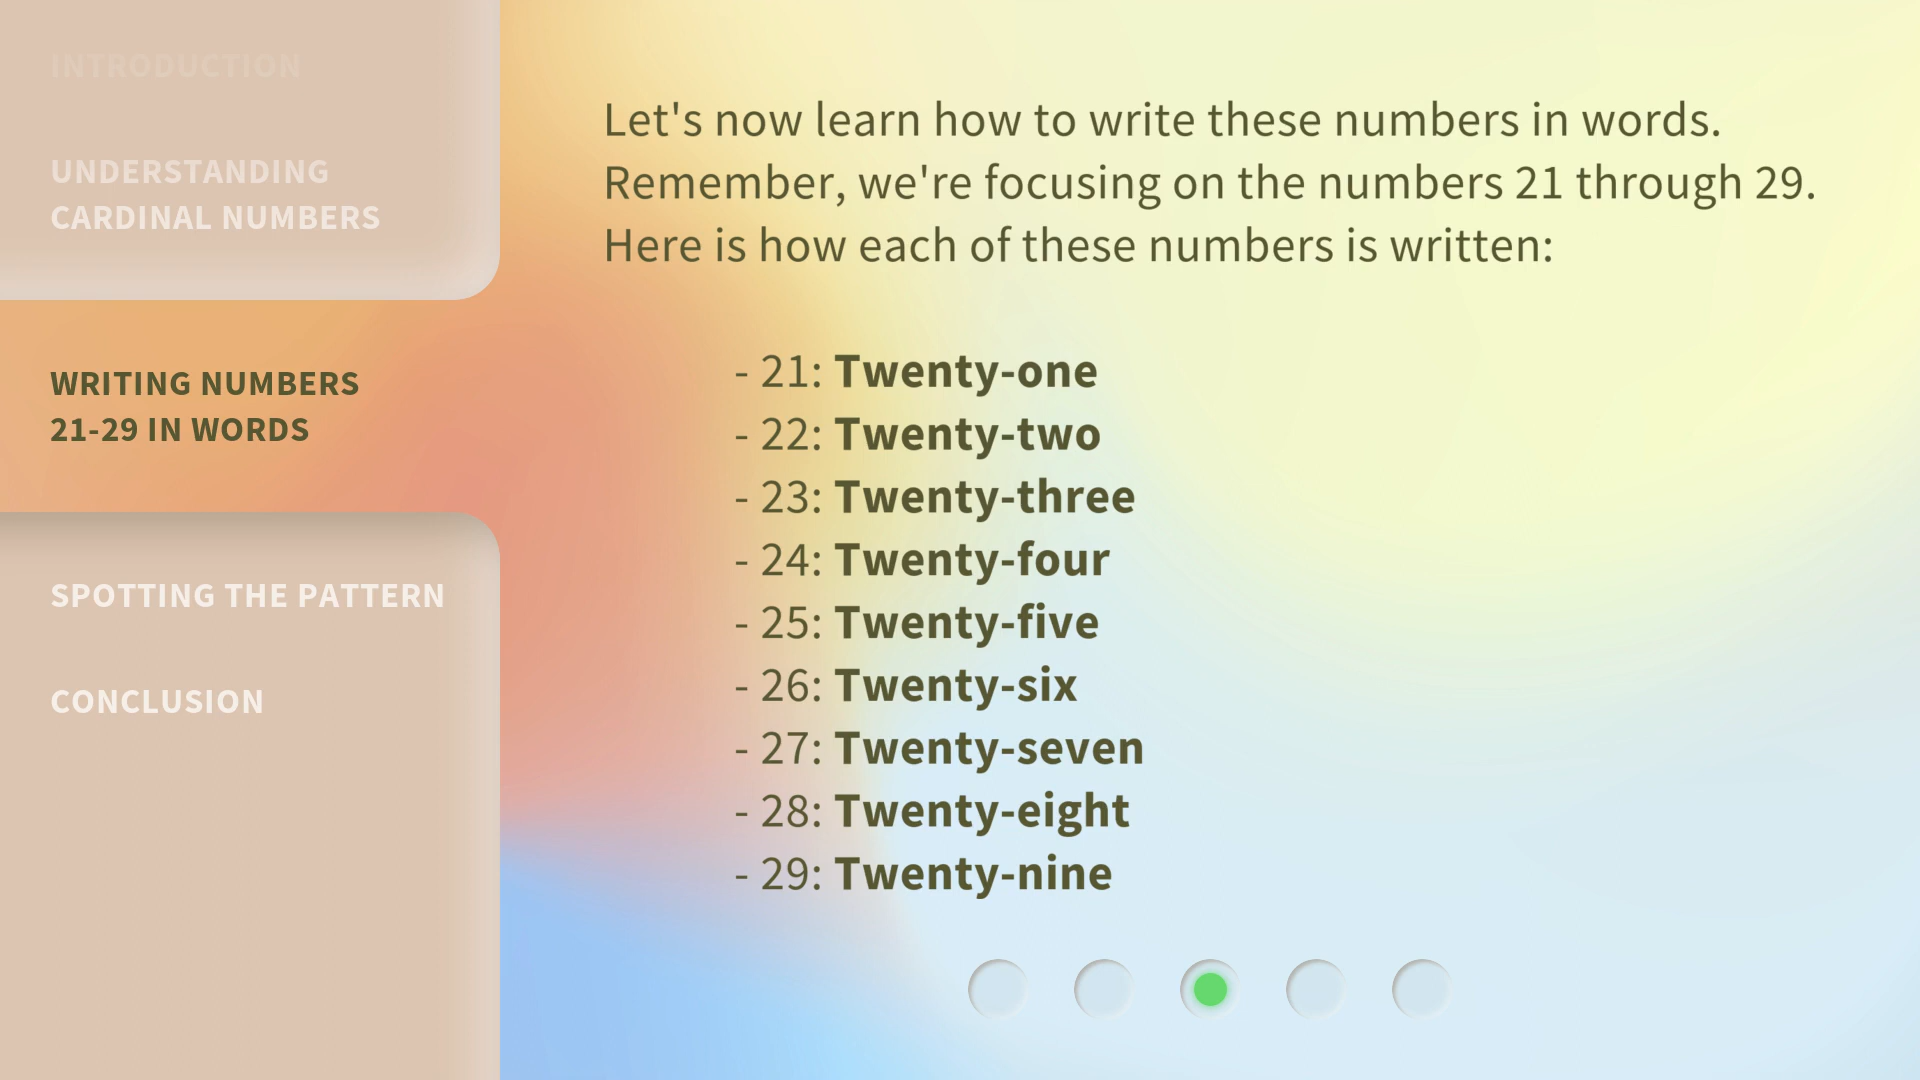 INTRODUCTION
UNDERSTANDING
CARDINAL NUMBERS
WRITING NUMBERS
21-29 IN WORDS
SPOTTING THE PATTERN
CONCLUSION
Let's now learn how to write these numbers in words.
Remember, we're focusing on the numbers 21 through 29.
Here is how each of these numbers is written:
- 21: Twenty-one
- 22: Twenty-two
- 23: Twenty-three
- 24: Twenty-four
- 25: Twenty-five
- 26: Twenty-six
- 27: Twenty-seven
- 28: Twenty-eight
- 29: Twenty-nine